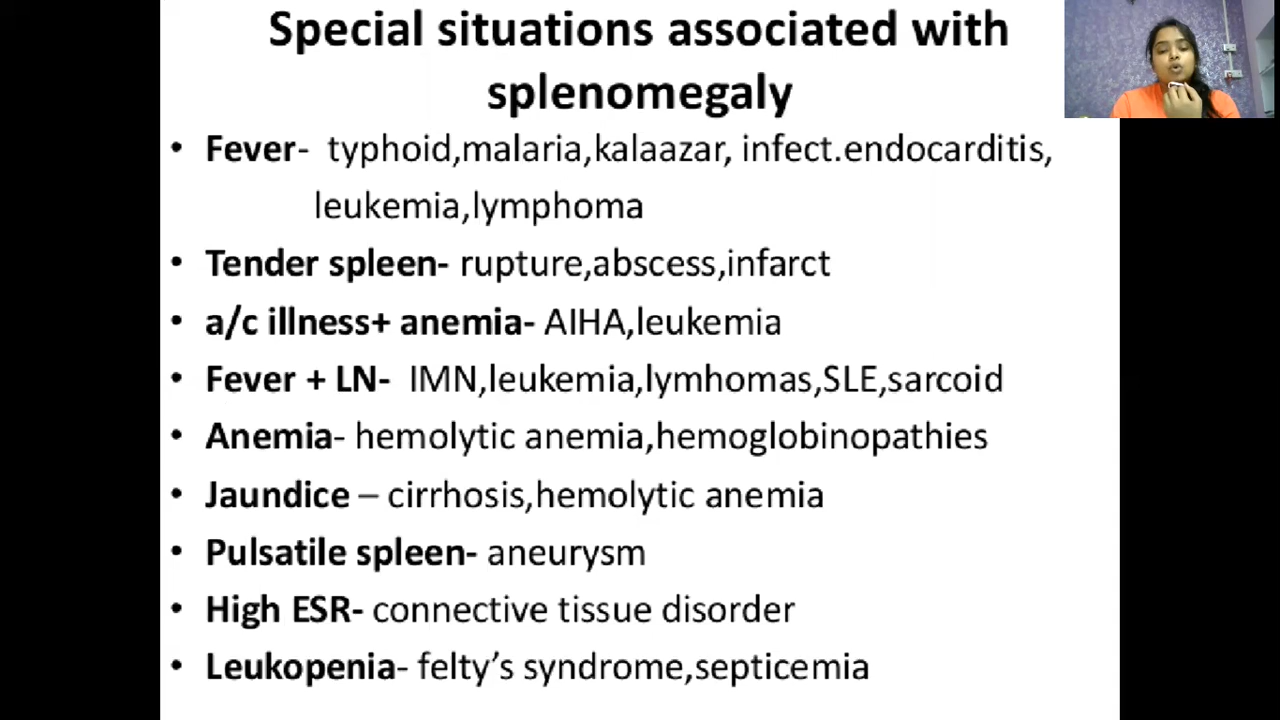 Special situations associated with
splenomegaly
• Fever- typhoid,malaria,kalaazar, infect.endocarditis,
leukemia,lymphoma
• Tender spleen- rupture,abscess,infarct
• a/c illness+ anemia- AIHA,leukemia
• Fever + LN- IMN,leukemia,lymhomas,SLE,sarcoid
• Anemia- hemolytic anemia,hemoglobinopathies
• Jaundice – cirrhosis,hemolytic anemia
• Pulsatile spleen- aneurysm
• High ESR- connective tissue disorder
• Leukopenia- felty’s syndrome,septicemia